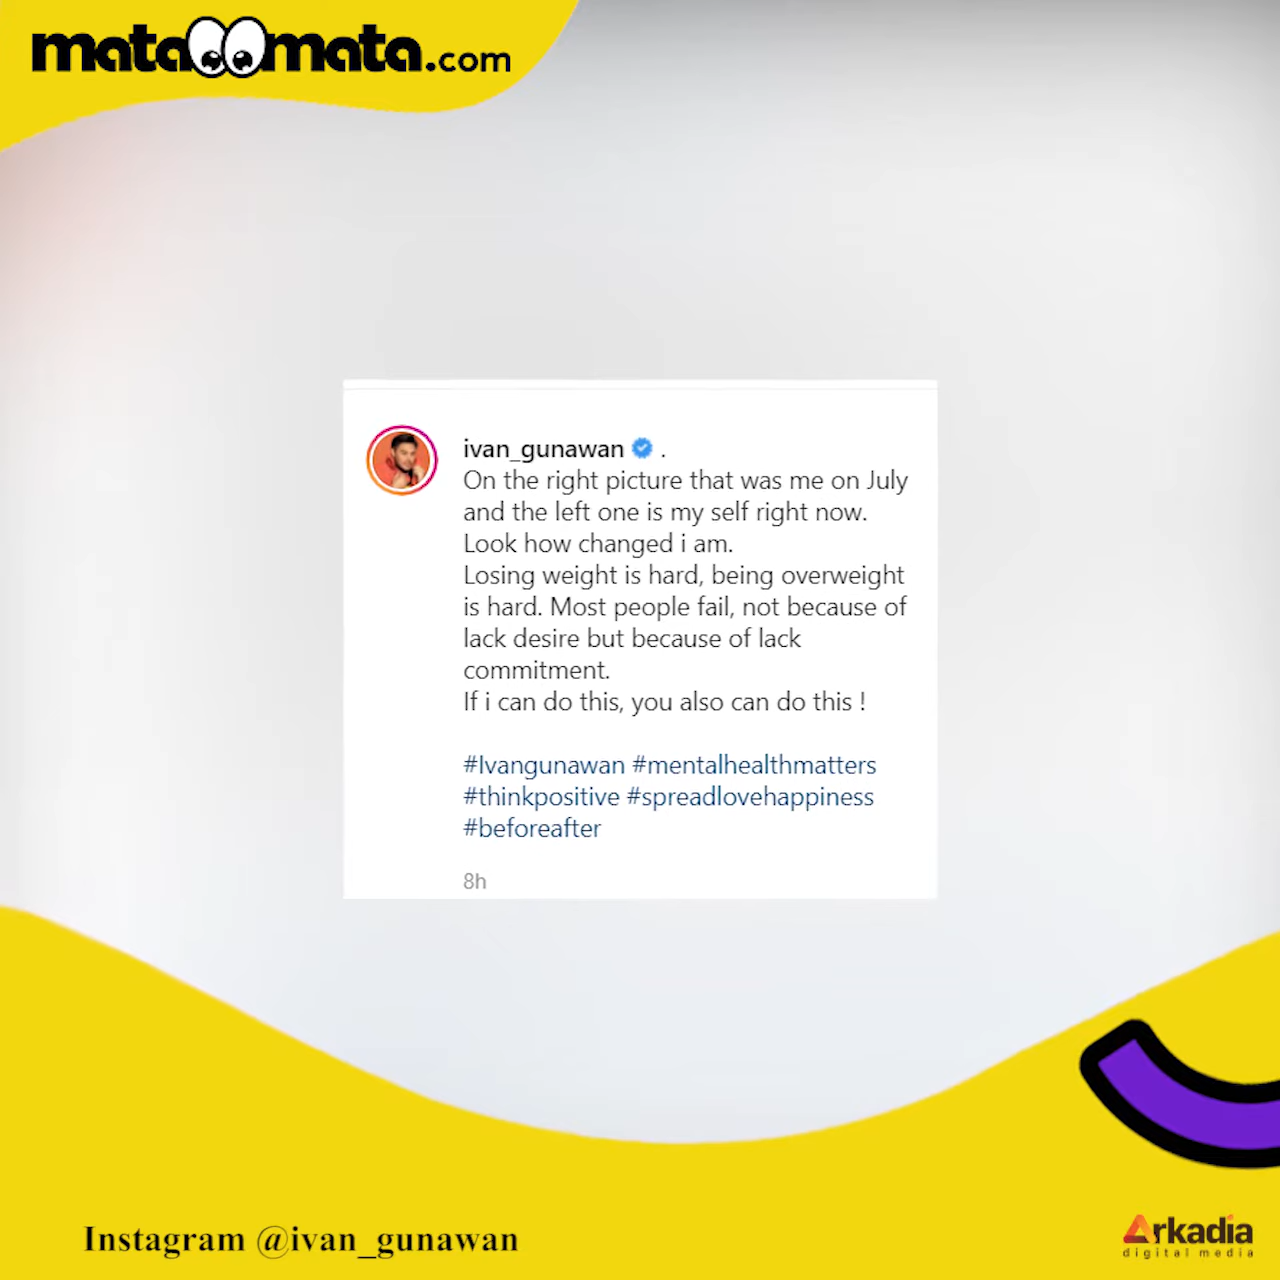 matamata.com
ivan_gunawan .
On the right picture that was me on July
and the left one is my self right now.
Look how changed i am.
Losing weight is hard, being overweight
is hard. Most people fail, not because of
lack desire but because of lack
commitment.
If i can do this, you also can do this !
#Ivangunawan #mentalhealthmatters
#thinkpositive #spreadlovehappiness
#beforeafter
8h
Instagram @ivan_gunawan
Arkadia
digital media